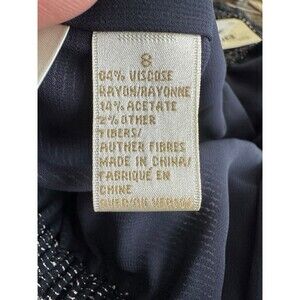 8
84% VISCOSE
RAYON/RAYONNE
14% ACETATE
2% OTHER
FIBERS/
AUTHER FIBRES
MADE IN CHINA/
FABRIQUÉ EN
CHINE